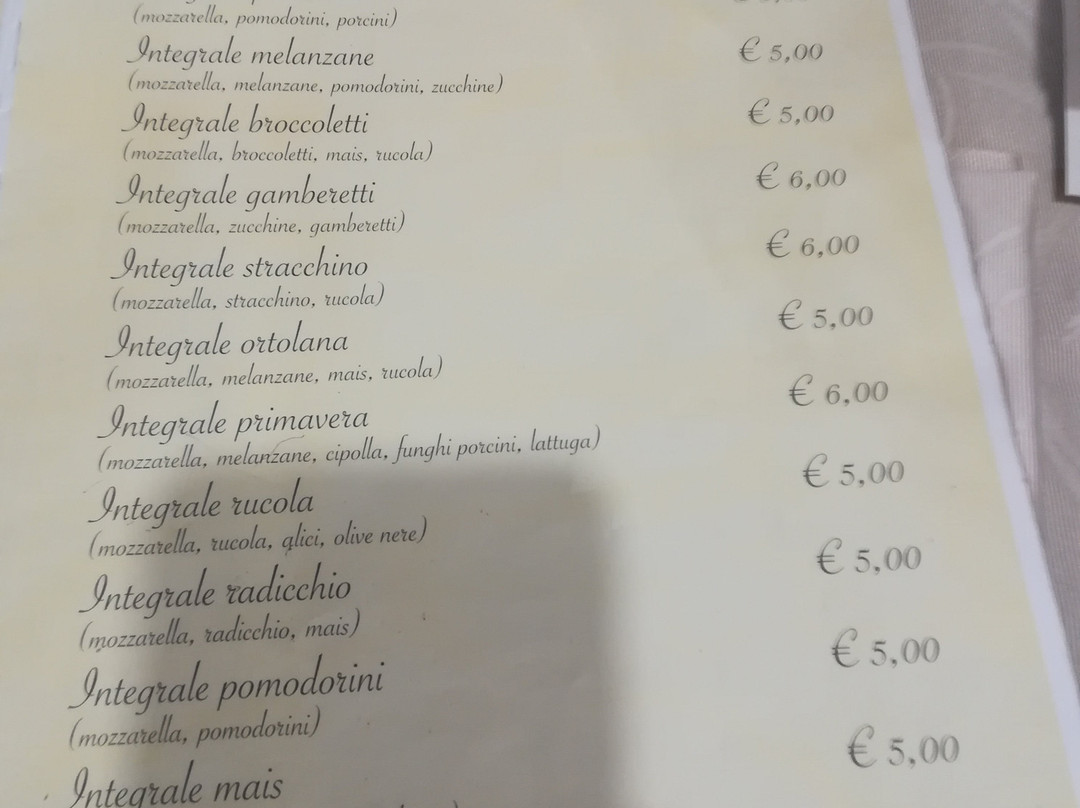 (mozzarella, pomodorini, porcini)
Integrale melanzane € 5,00
(mozzarella, melanzane, pomodorini, zucchine)
Integrale broccoletti € 5,00
(mozzarella, broccoletti, mais, rucola)
Integrale gamberetti € 6,00
(mozzarella, zucchine, gamberetti)
Integrale stracchino € 6,00
(mozzarella, stracchino, rucola)
Integrale ortolana € 5,00
(mozzarella, melanzane, mais, rucola)
Integrale primavera € 6,00
(mozzarella, melanzane, cipolla, funghi porcini, lattuga)
Integrale rucola € 5,00
(mozzarella, rucola, alici, olive nere)
Integrale radicchio € 5,00
(mozzarella, radicchio, mais)
Integrale pomodorini € 5,00
(mozzarella, pomodorini)
Integrale mais € 5,00